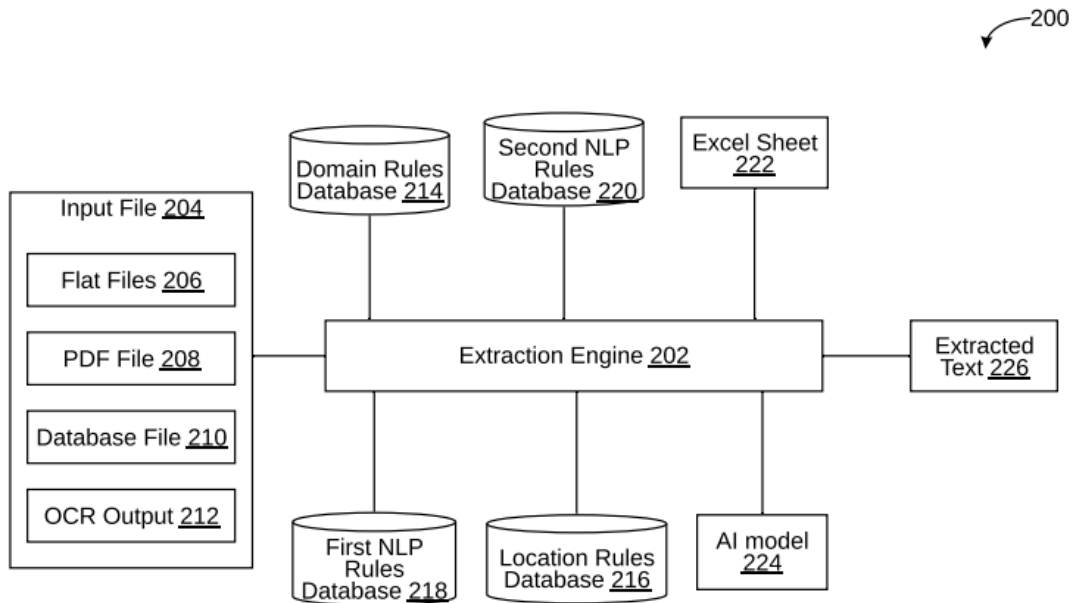 200
Domain Rules
Database 214
Second NLP
Rules
Database 220
Excel Sheet
222
Input File 204
Flat Files 206
PDF File 208
Database File 210
OCR Output 212
Extraction Engine 202
Extracted
Text 226
First NLP
Rules
Database 218
Location Rules
Database 216
AI model
224